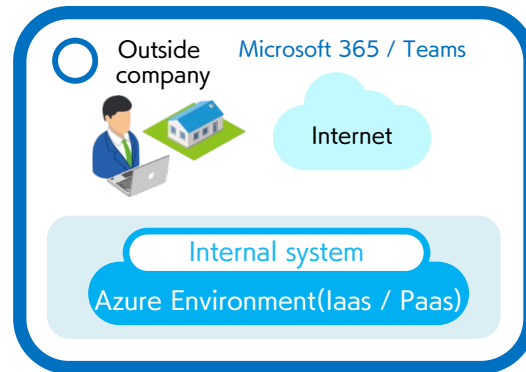 Outside
company
Microsoft 365 / Teams
Internet
Internal system
Azure Environment(Iaas / Paas)